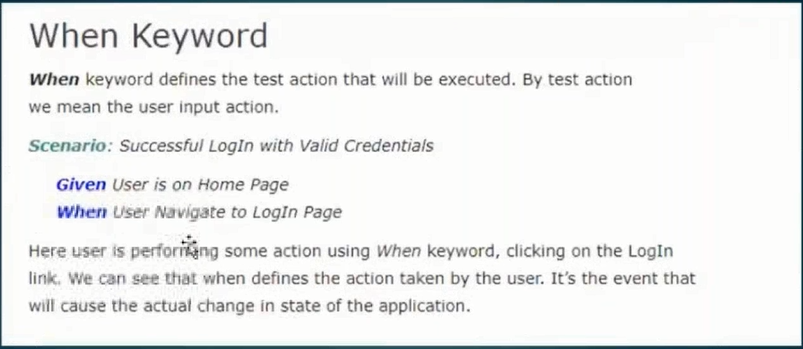 When Keyword
When keyword defines the test action that will be executed. By test action
we mean the user input action.
Scenario: Successful LogIn with Valid Credentials
Given User is on Home Page
When User Navigate to LogIn Page
Here user is performing some action using When keyword, clicking on the LogIn
link. We can see that when defines the action taken by the user. It's the event that
will cause the actual change in state of the application.